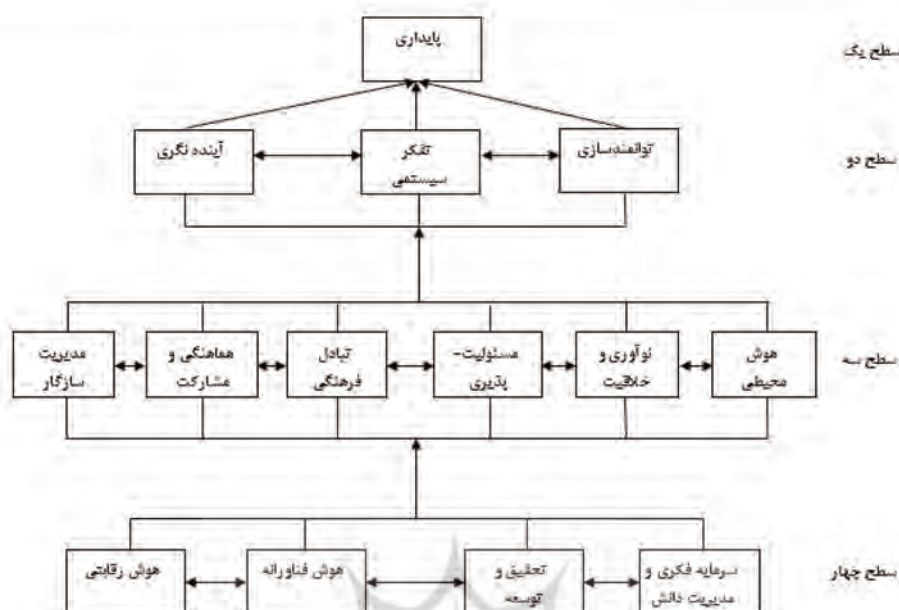 پایداری
سطح یک
توانمندسازی
تفکر
سیستمی
آینده نگری
سطح دو
هوش
محیطی
نوآوری و
خلاقیت
مسئولیت-
پذیری
تبادل
فرهنگی
هماهنگی و
مشارکت
مدیریت
سازگار
سطح سه
سرمایه فکری و
مدیریت دانش
تحقیق و
توسعه
هوش فناورانه
هوش رقابتی
سطح چهار